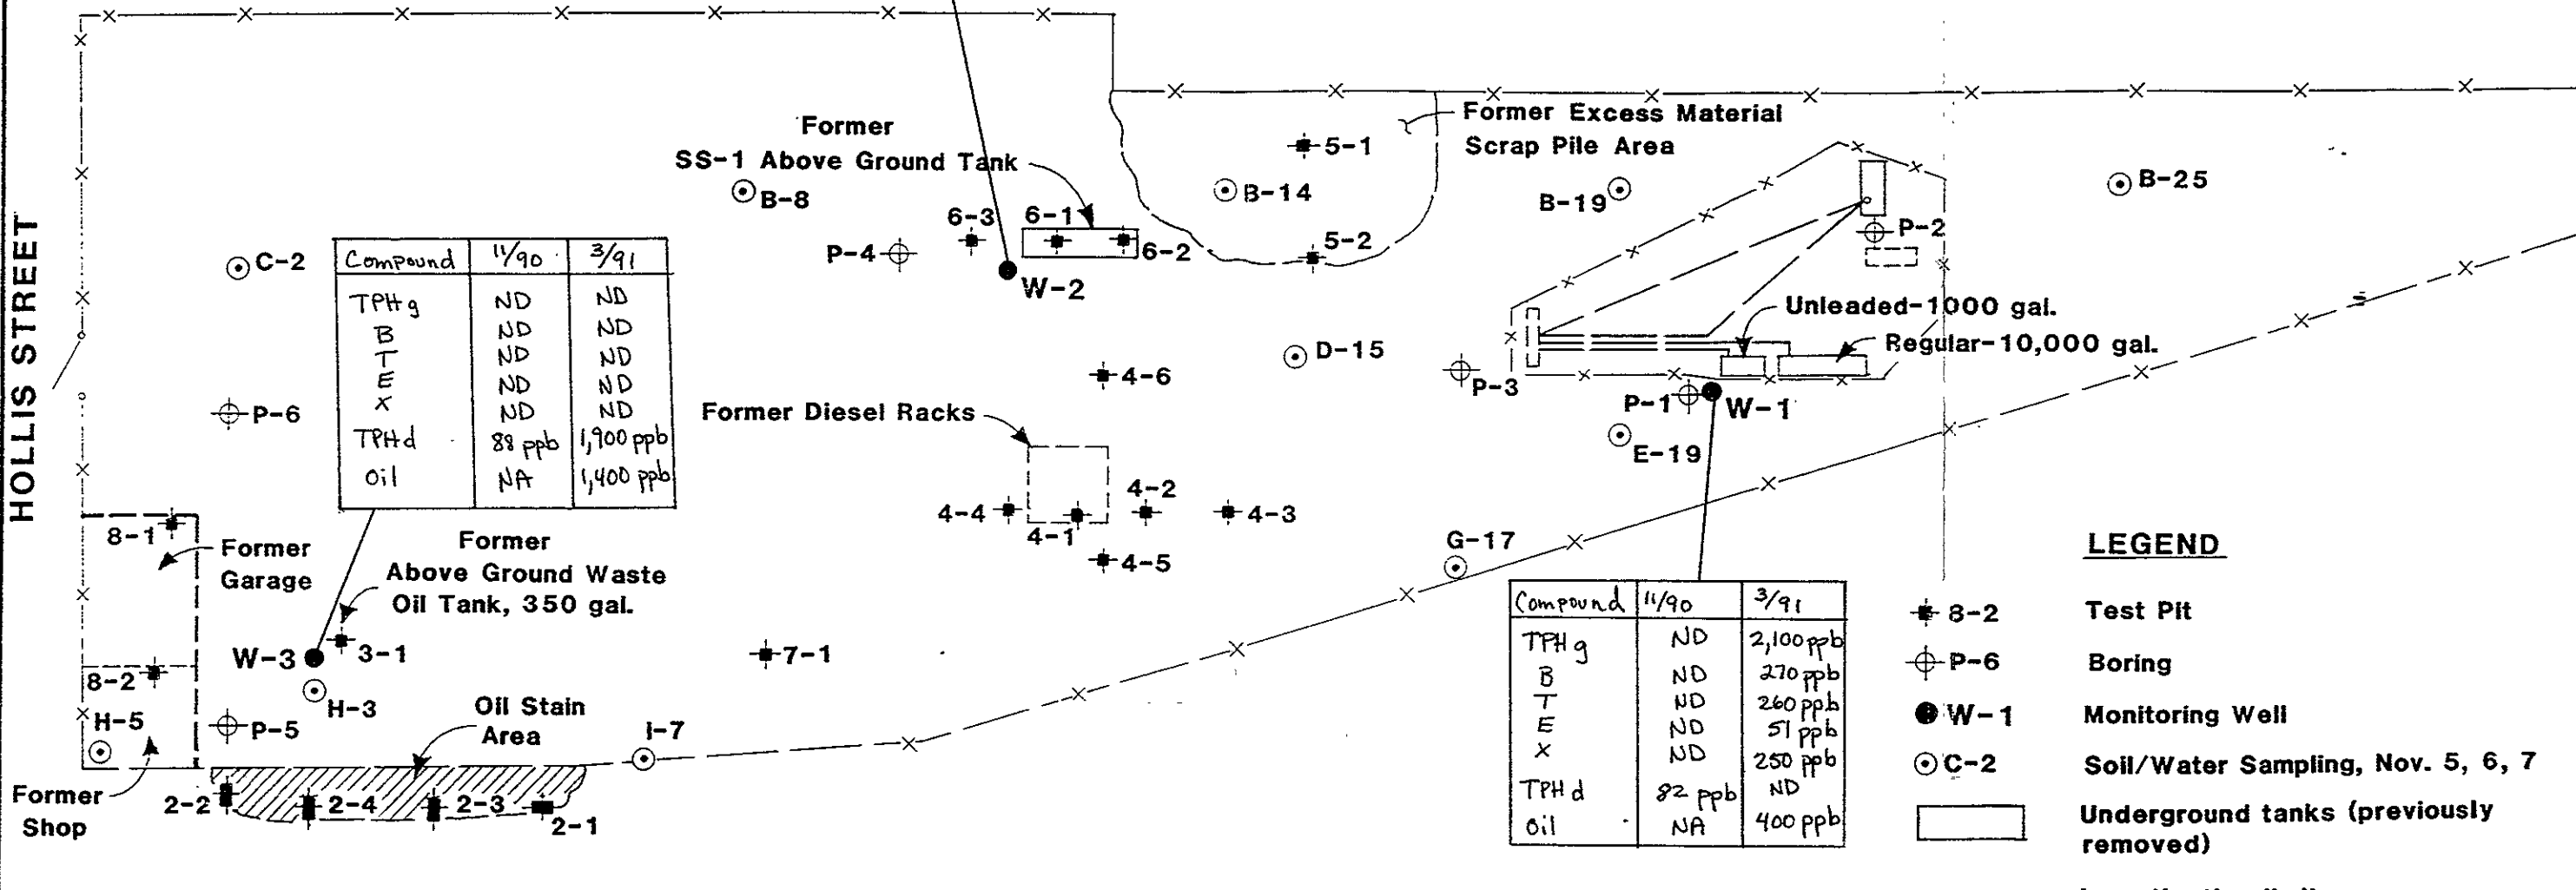 HOLLIS STREET
Former
SS-1 Above Ground Tank
Former Excess Material
Scrap Pile Area
5-1
B-8
B-14
B-19
B-25
6-3
6-1
6-2
P-4
5-2
P-2
C-2
W-2
Unleaded-1000 gal.
Regular-10,000 gal.
D-15
4-6
P-3
P-1
W-1
P-6
Former Diesel Racks
E-19
4-4
4-1
4-2
4-3
4-5
G-17
Compound 11/90 3/91
TPHg ND ND
B ND ND
T ND ND
E ND ND
X ND ND
TPHd 88 ppb 1,900 ppb
Oil NA 1,400 ppb
8-1
Former
Garage
Former
Above Ground Waste
Oil Tank, 350 gal.
W-3
3-1
7-1
8-2
H-3
H-5
P-5
Oil Stain
Area
I-7
Former
Shop
2-2
2-4
2-3
2-1
Compound 11/90 3/91
TPHg ND 2,100 ppb
B ND 270 ppb
T ND 260 ppb
E ND 51 ppb
X ND 250 ppb
TPHd 82 ppb ND
Oil NA 400 ppb
LEGEND
8-2 Test Pit
P-6 Boring
W-1 Monitoring Well
C-2 Soil/Water Sampling, Nov. 5, 6, 7
Underground tanks (previously
removed)